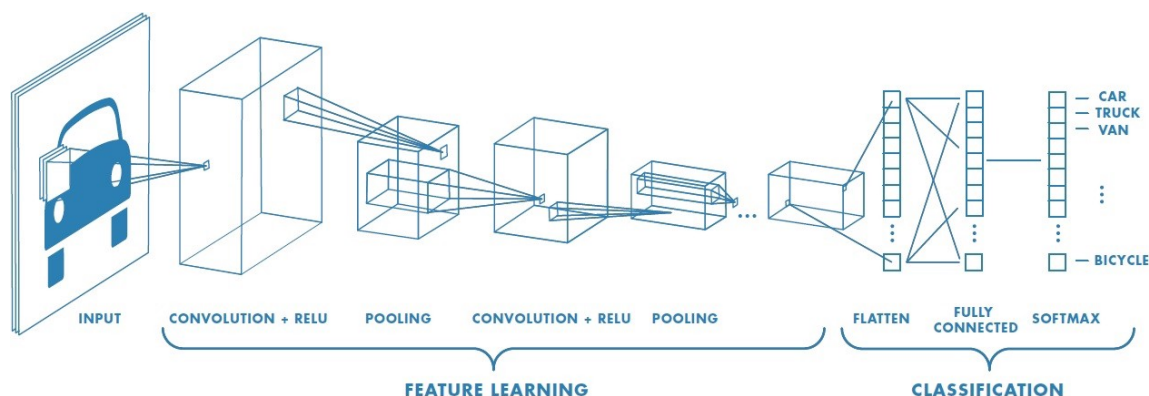 CAR
TRUCK
VAN
BICYCLE
INPUT
CONVOLUTION + RELU
POOLING
CONVOLUTION + RELU
POOLING
FLATTEN
FULLY
CONNECTED
SOFTMAX
FEATURE LEARNING
CLASSIFICATION